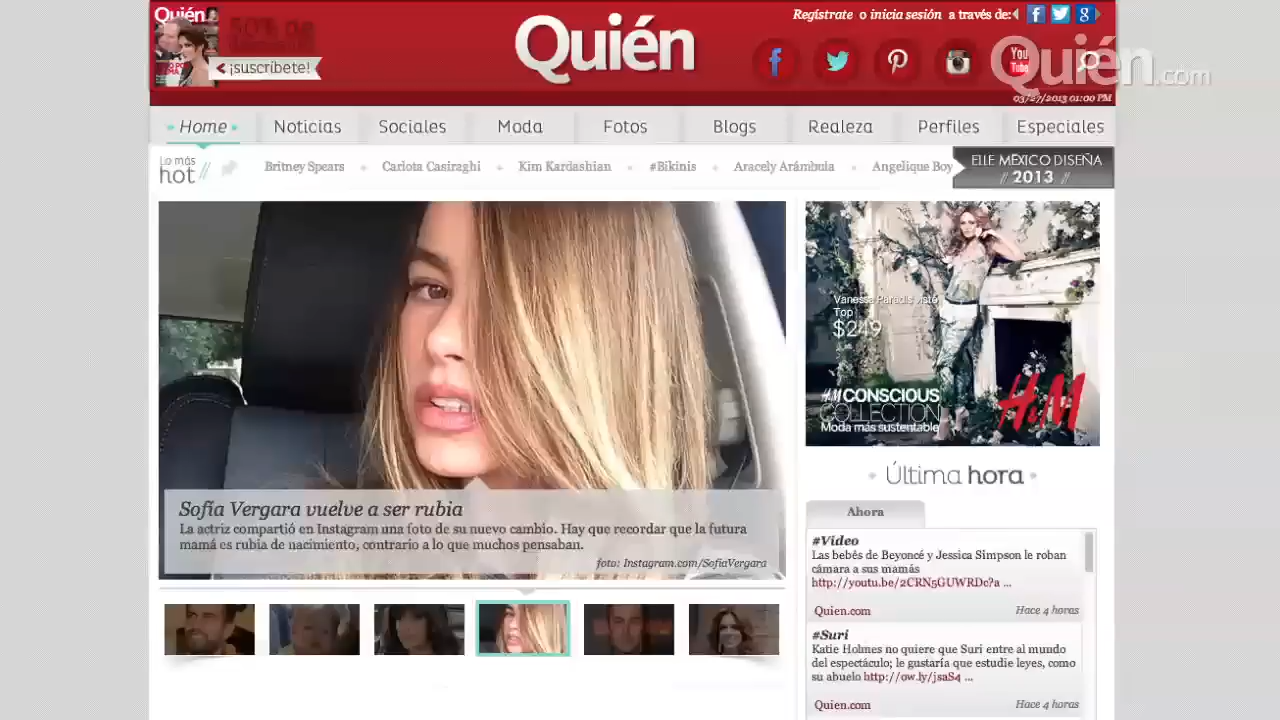 Quién
50% de
¡suscríbete!
Quién
Regístrate o inicia sesión a través de:
You
Tube
Quién.com
03/27/2013 01:00 PM
Home
Noticias
Sociales
Moda
Fotos
Blogs
Realeza
Perfiles
Especiales
Lo más
hot //
Britney Spears
Carlota Casiraghi
Kim Kardashian
#Bikinis
Aracely Arámbula
Angelique Boy
ELLE MÉXICO DISEÑA
// 2013 //
Sofía Vergara vuelve a ser rubia
La actriz compartió en Instagram una foto de su nuevo cambio. Hay que recordar que la futura
mamá es rubia de nacimiento, contrario a lo que muchos pensaban.
foto: Instagram.com/SofiaVergara
Vanessa Paradis viste
Top
$249
H&M CONSCIOUS
COLLECTION
Moda más sustentable
H&M
Última hora
Ahora
#Video
Las bebés de Beyoncé y Jessica Simpson le roban
cámara a sus mamás
http://youtu.be/2CRN5GUWRDc?a ...
Quien.com
Hace 4 horas
#Suri
Katie Holmes no quiere que Suri entre al mundo
del espectáculo; le gustaría que estudie leyes, como
su abuelo http://ow.ly/jsaS4 ...
Quien.com
Hace 4 horas